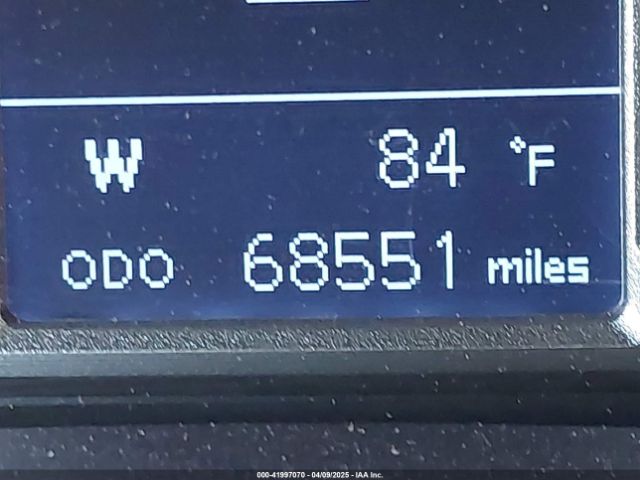 W 84 °F
ODO 68551 miles
000-41997070 - 04/09/2025 - IAA Inc.